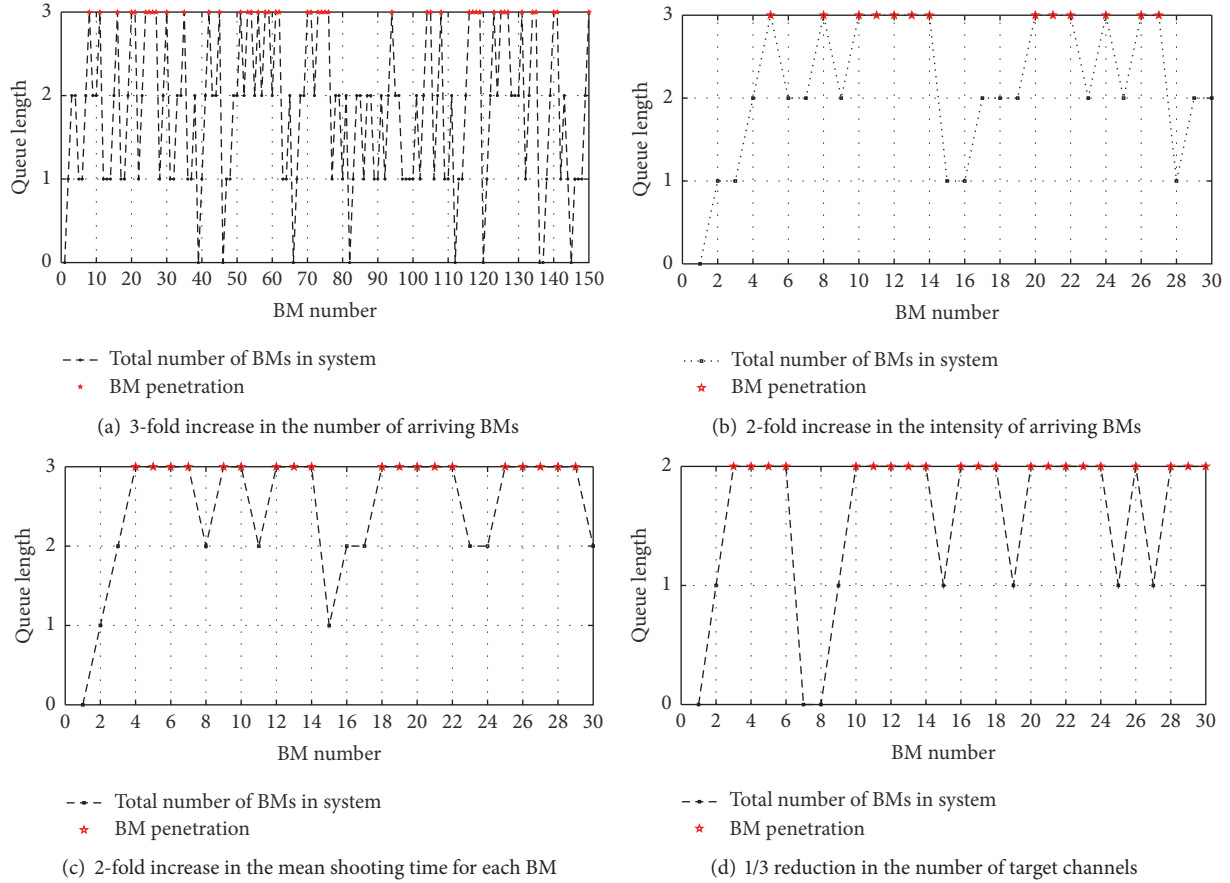 3
2
1
0
Queue length
0 10 20 30 40 50 60 70 80 90 100 110 120 130 140 150
BM number
Total number of BMs in system
BM penetration
(a) 3-fold increase in the number of arriving BMs
3
2
1
0
Queue length
0 2 4 6 8 10 12 14 16 18 20 22 24 26 28 30
BM number
Total number of BMs in system
BM penetration
(b) 2-fold increase in the intensity of arriving BMs
3
2
1
0
Queue length
0 2 4 6 8 10 12 14 16 18 20 22 24 26 28 30
BM number
Total number of BMs in system
BM penetration
(c) 2-fold increase in the mean shooting time for each BM
2
1
0
Queue length
0 2 4 6 8 10 12 14 16 18 20 22 24 26 28 30
BM number
Total number of BMs in system
BM penetration
(d) 1/3 reduction in the number of target channels